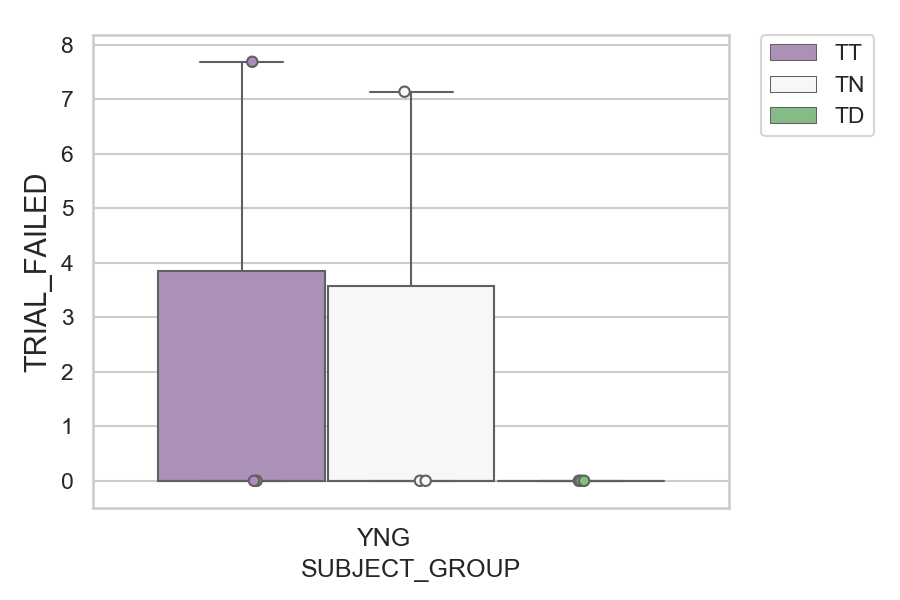 TRIAL_FAILED
8
7
6
5
4
3
2
1
0
YNG
SUBJECT_GROUP
TT
TN
TD